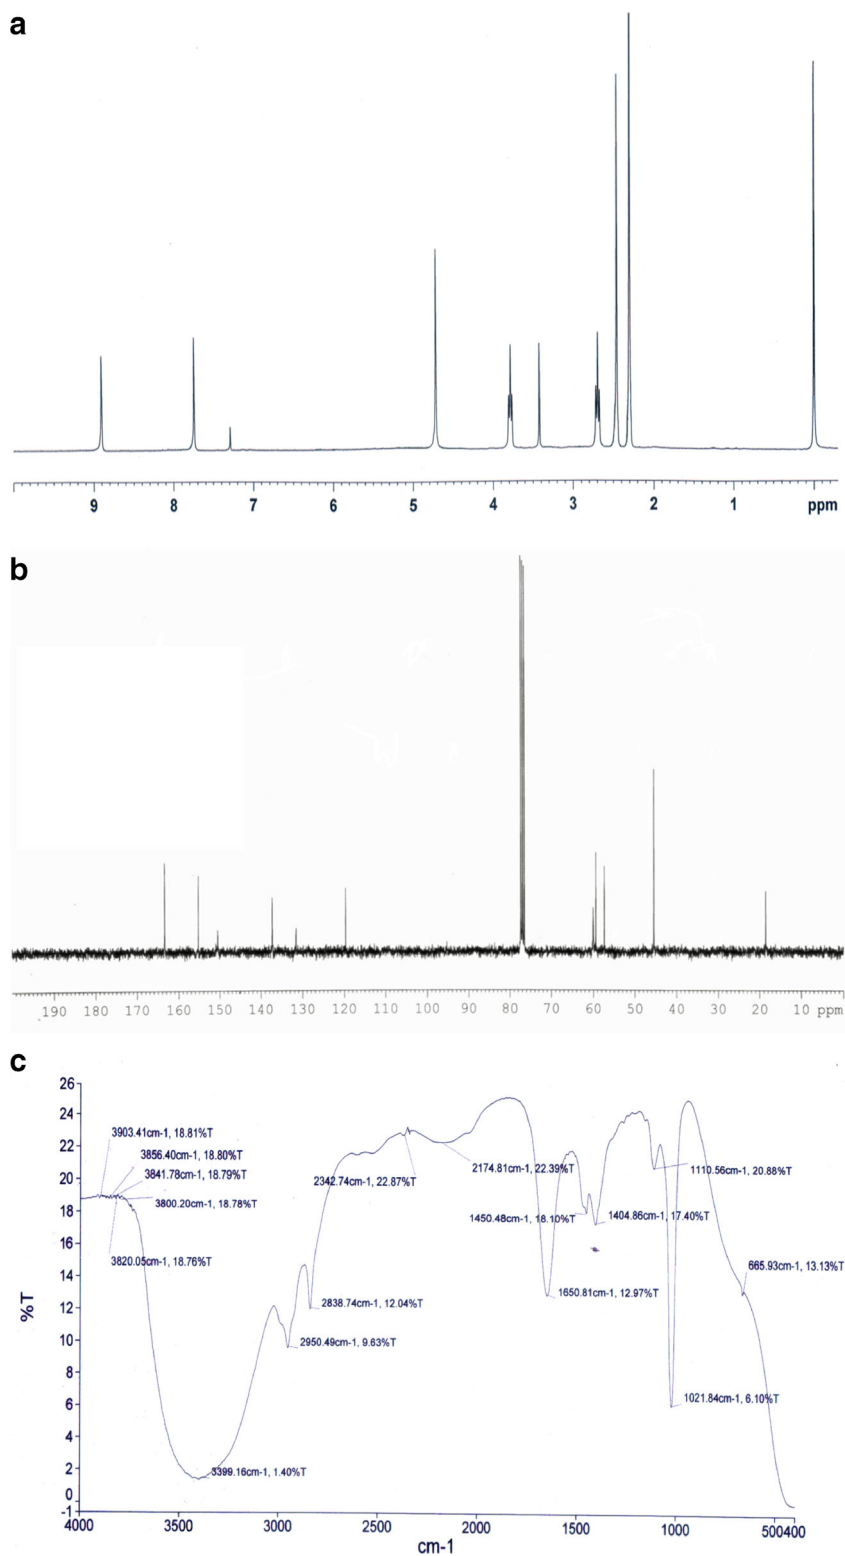 a
9 8 7 6 5 4 3 2 1 ppm
b
190 180 170 160 150 140 130 120 110 100 90 80 70 60 50 40 30 20 10 ppm
c
26
24
22
20
18
16
14
12
10
8
6
4
2
0
-1
%T
3903.41cm-1, 18.81%T
3856.40cm-1, 18.80%T
3841.78cm-1, 18.79%T
3800.20cm-1, 18.78%T
3820.05cm-1, 18.76%T
2342.74cm-1, 22.87%T
2174.81cm-1, 22.39%T
1110.56cm-1, 20.88%T
1450.48cm-1, 18.10%T
1404.86cm-1, 17.40%T
665.93cm-1, 13.13%T
1650.81cm-1, 12.97%T
2838.74cm-1, 12.04%T
2950.49cm-1, 9.63%T
1021.84cm-1, 6.10%T
3399.16cm-1, 1.40%T
4000 3500 3000 2500 2000 1500 1000 500400
cm-1